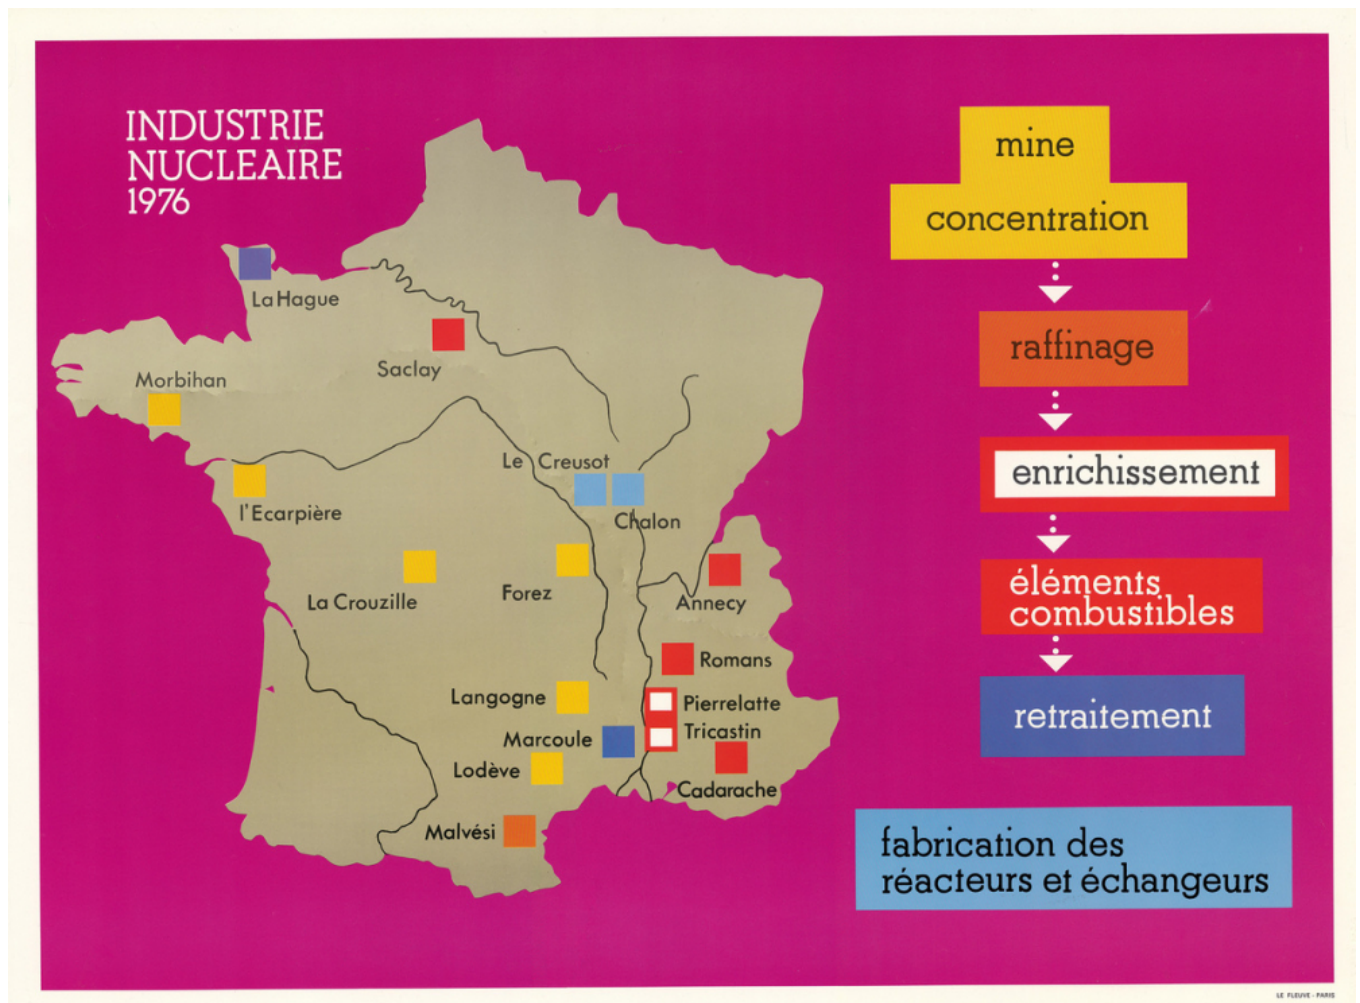 INDUSTRIE
NUCLEAIRE
1976
La Hague
Saclay
Morbihan
l'Ecarpière
Le Creusot
Chalon
La Crouzille
Forez
Annecy
Romans
Langogne
Pierrelatte
Marcoule
Tricastin
Lodève
Cadarache
Malvési
mine
concentration
raffinage
enrichissement
éléments
combustibles
retraitement
fabrication des
réacteurs et échangeurs
LE FLEUVE - PARIS